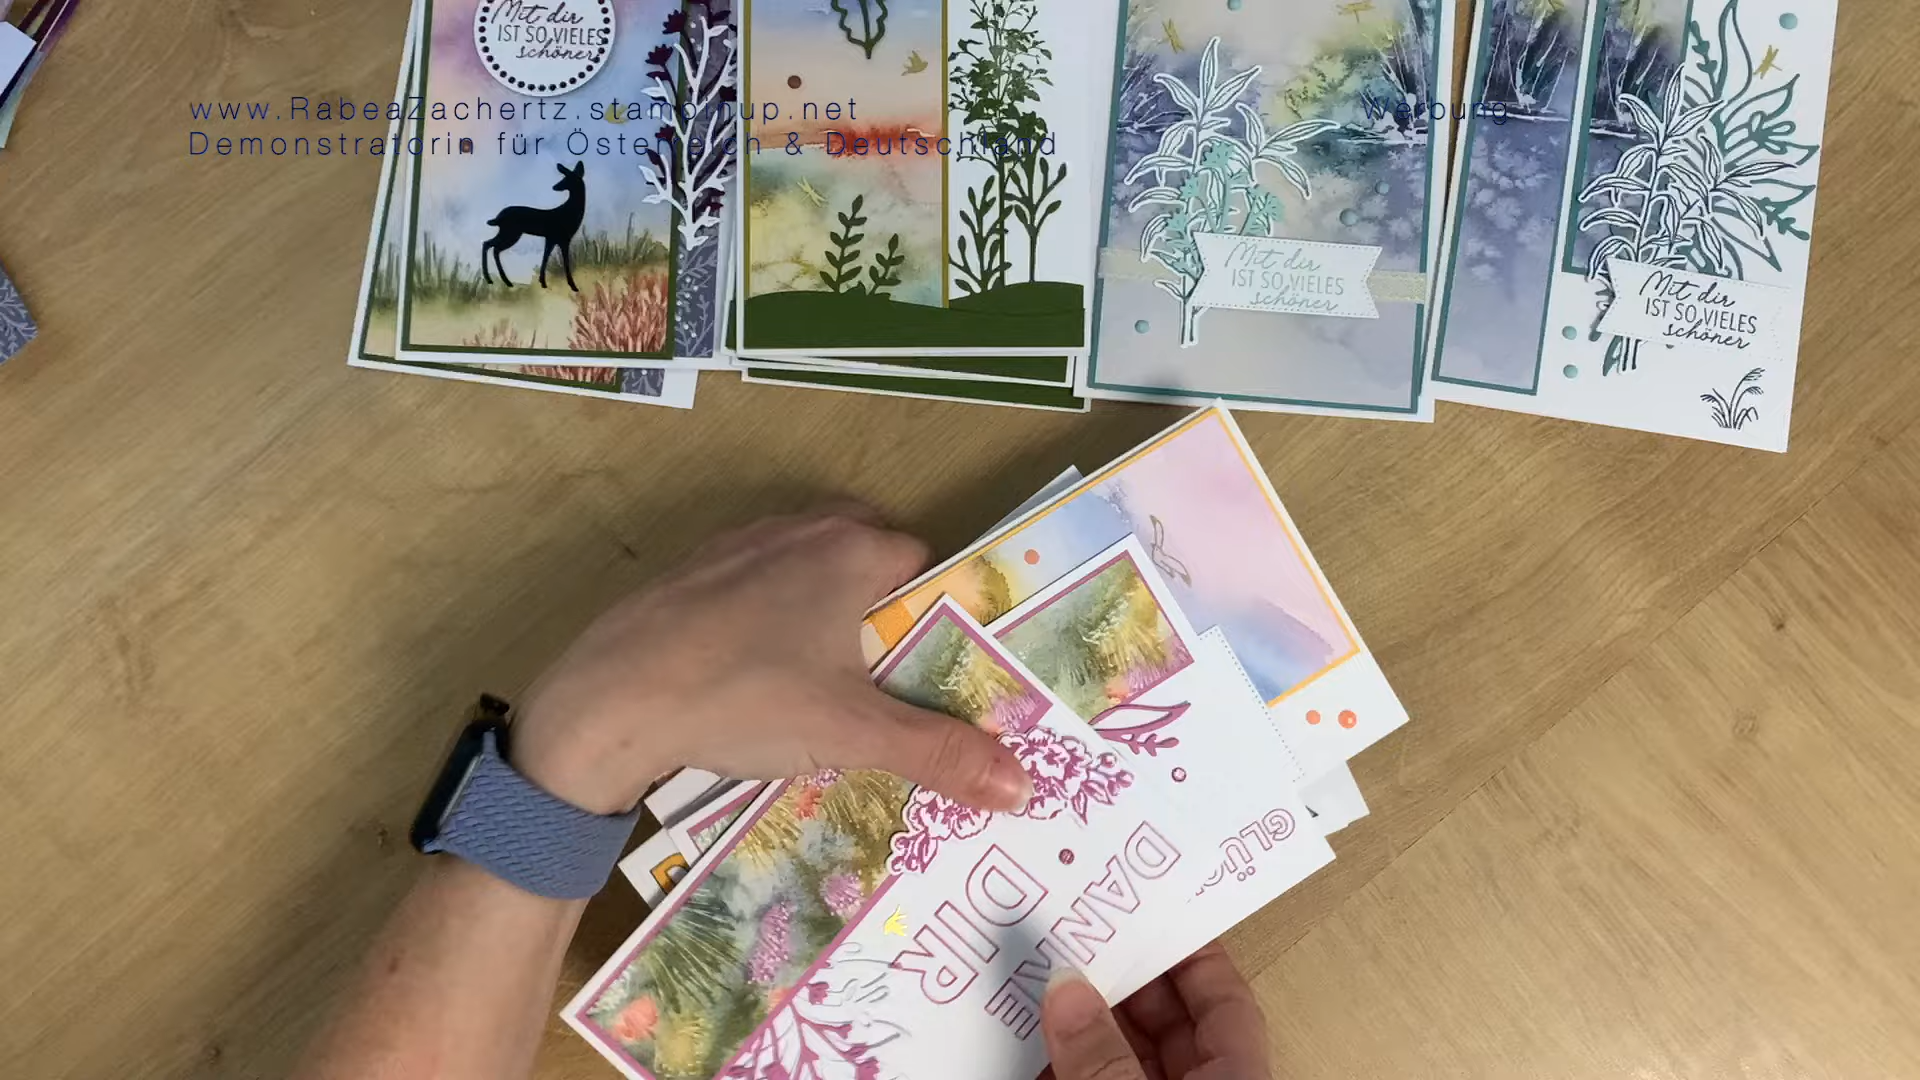 Mit dir
IST SO VIELES
schöner
www.RabeaZachertz.stampinup.net
Demonstratorin für Österreich & Deutschland
Werbung
Mit dir
IST SO VIELES
schöner
Mit dir
IST SO VIELES
schöner
DANKE
DIR